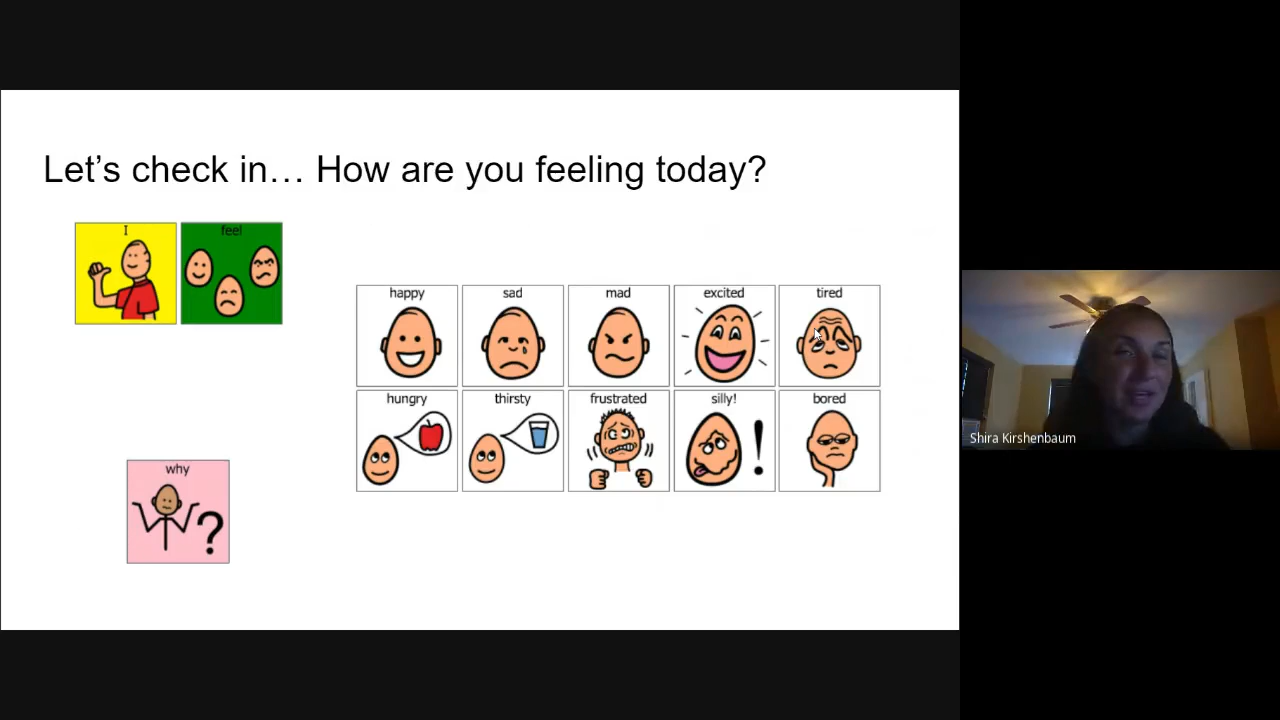 Let’s check in… How are you feeling today?
I feel
happy sad mad excited tired
hungry thirsty frustrated silly! bored
why
?
!
Shira Kirshenbaum